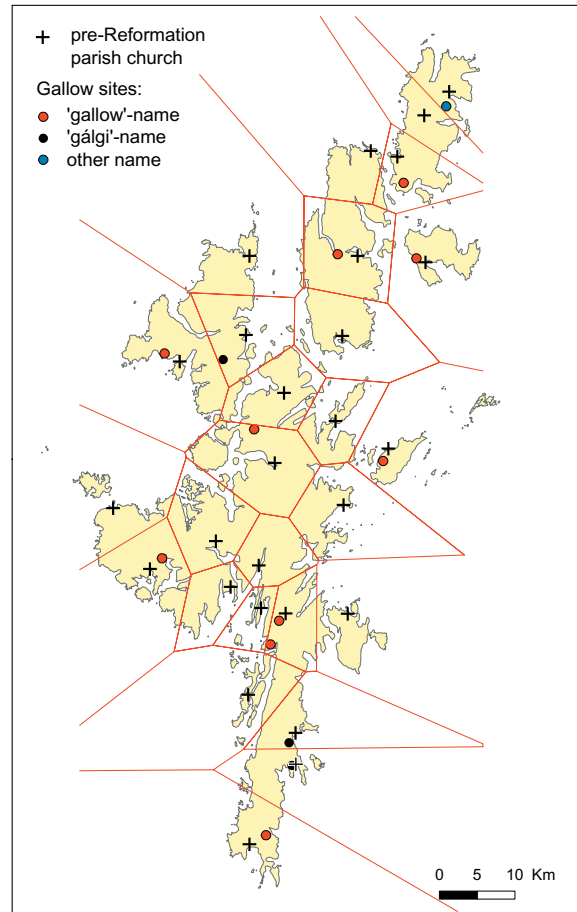 pre-Reformation
parish church
Gallow sites:
'gallow'-name
'gálgi'-name
other name
0 5 10 Km